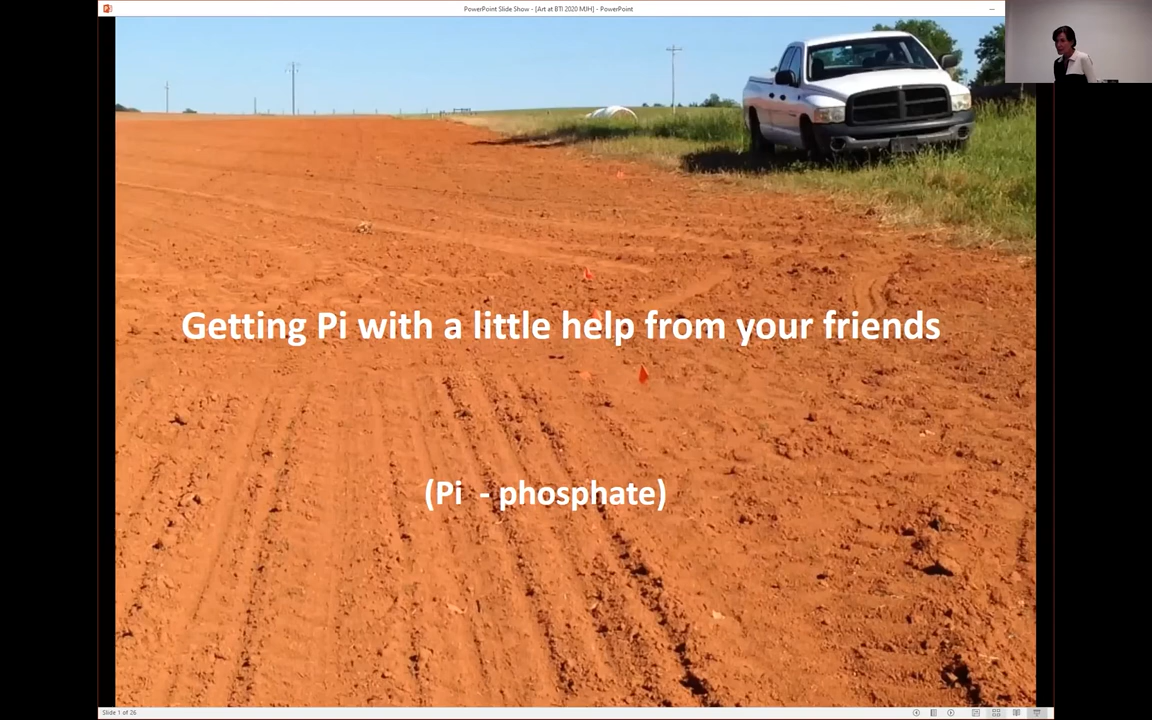 PowerPoint Slide Show - [Art at BTI 2020 MJH] - PowerPoint
Getting Pi with a little help from your friends
(Pi - phosphate)
Slide 1 of 26